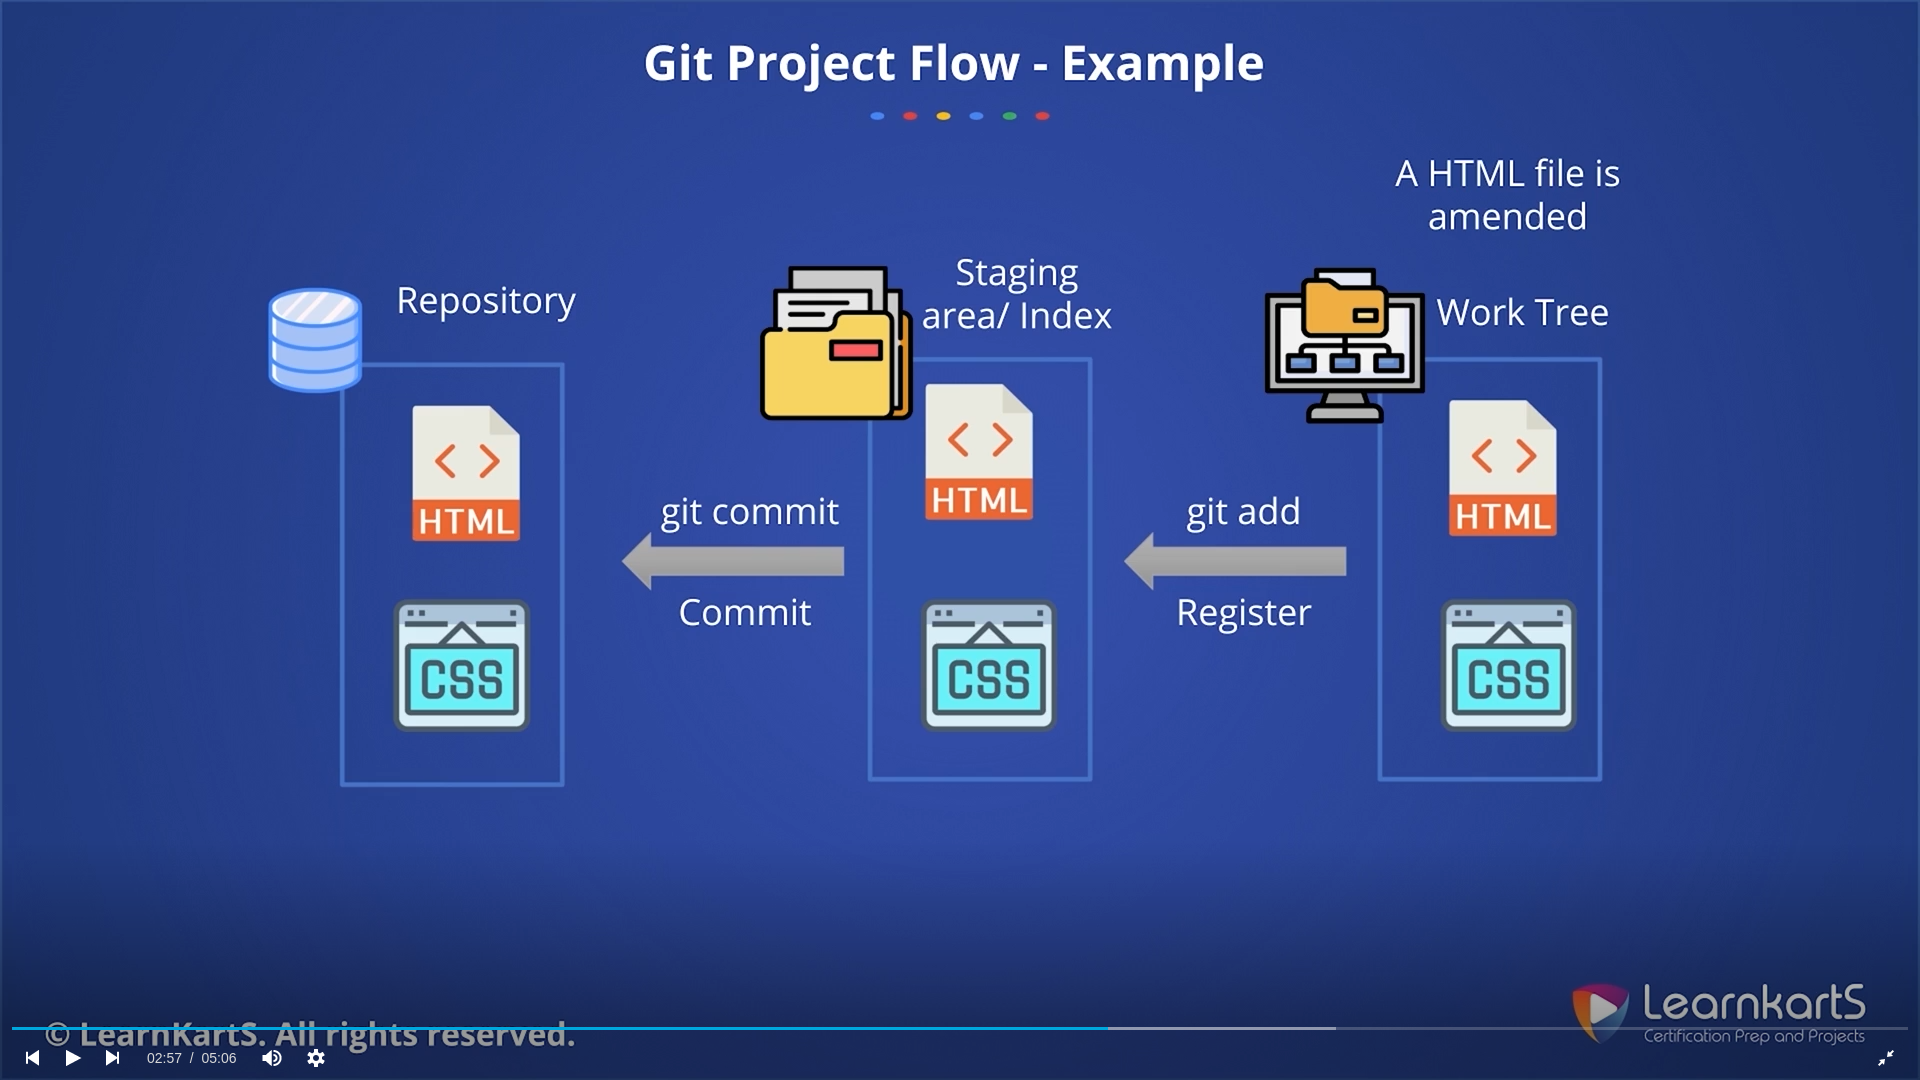 Git Project Flow - Example
A HTML file is
amended
Repository
Staging
area/ Index
Work Tree
HTML
HTML
HTML
git commit
git add
Commit
Register
CSS
CSS
CSS
LearnkartS
Certification Prep and Projects
© LearnKartS. All rights reserved.
02:57 / 05:06